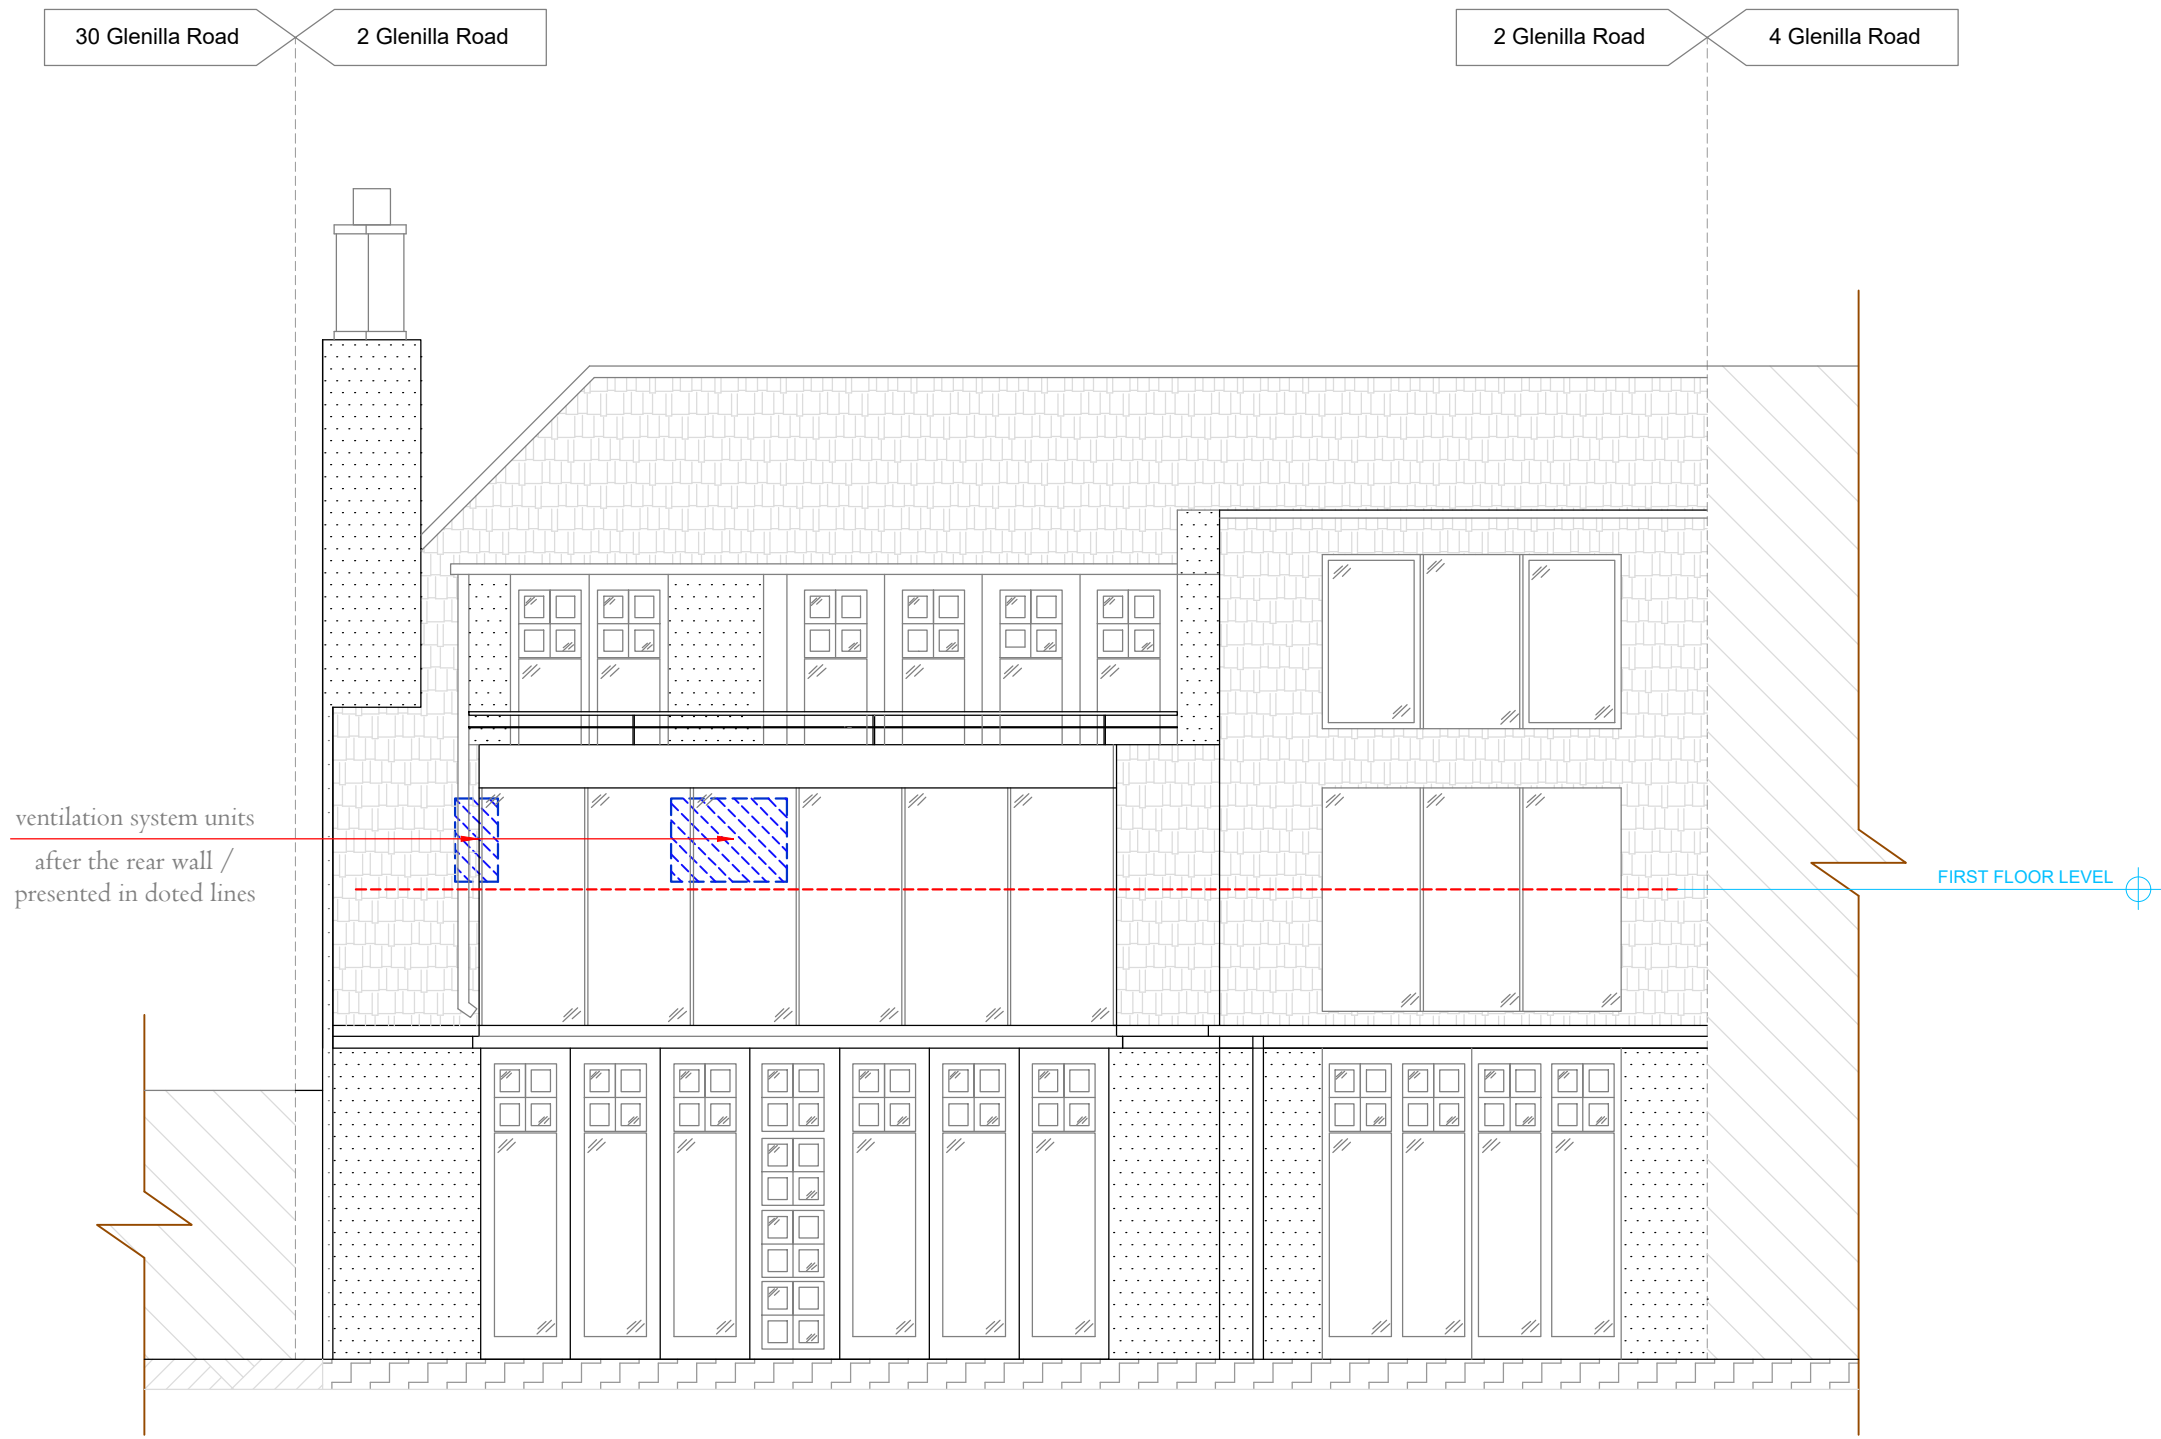 30 Glenilla Road
2 Glenilla Road
2 Glenilla Road
4 Glenilla Road
ventilation system units
after the rear wall /
presented in doted lines
FIRST FLOOR LEVEL